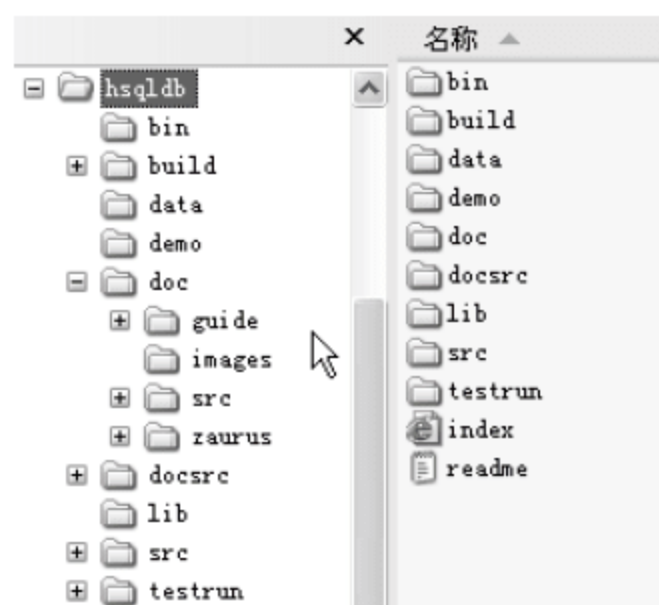 hsqldb
bin
build
data
demo
doc
guide
images
src
zaurus
docsrc
lib
src
testrun
名称
bin
build
data
demo
doc
docsrc
lib
src
testrun
index
readme